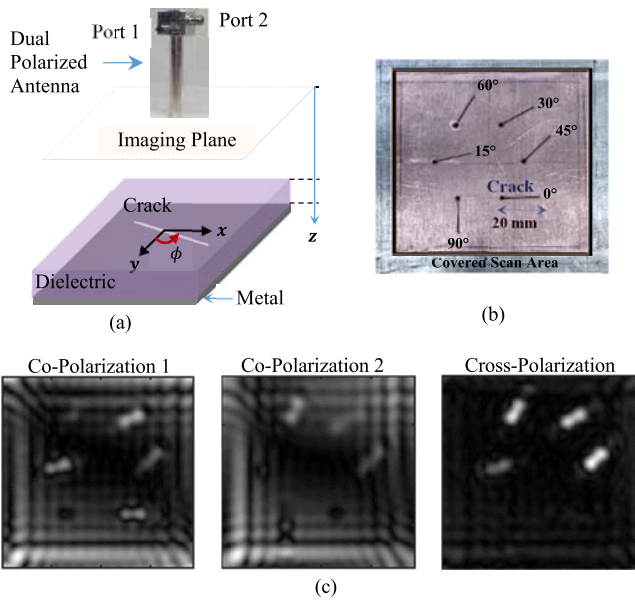 Port 1
Port 2
Dual
Polarized
Antenna
Imaging Plane
Crack
x
y
ϕ
z
Dielectric
Metal
(a)
60°
30°
45°
15°
Crack
0°
20 mm
90°
Covered Scan Area
(b)
Co-Polarization 1
Co-Polarization 2
Cross-Polarization
(c)